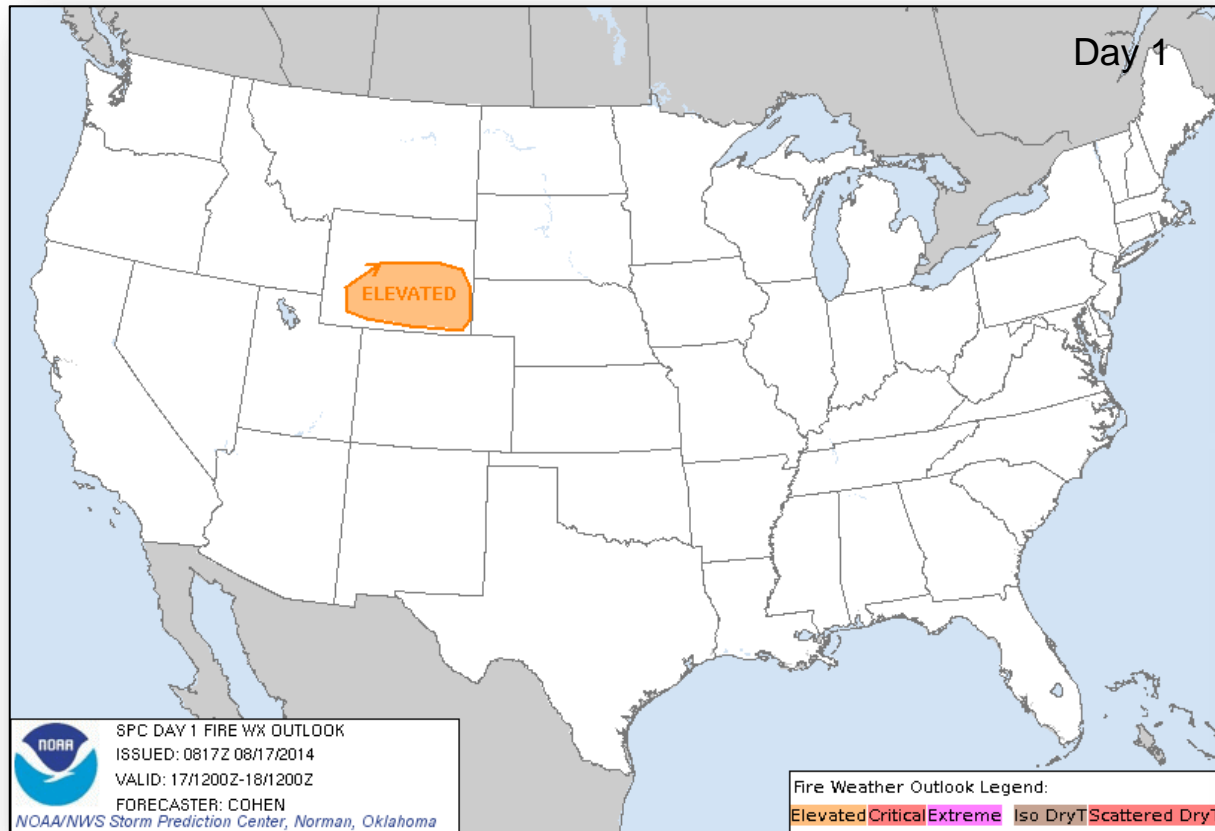 Day 1
ELEVATED
NOAA
SPC DAY 1 FIRE WX OUTLOOK
ISSUED: 0817Z 08/17/2014
VALID: 17/1200Z-18/1200Z
FORECASTER: COHEN
NOAA/NWS Storm Prediction Center, Norman, Oklahoma
Fire Weather Outlook Legend:
Elevated Critical Extreme Iso DryT Scattered DryT